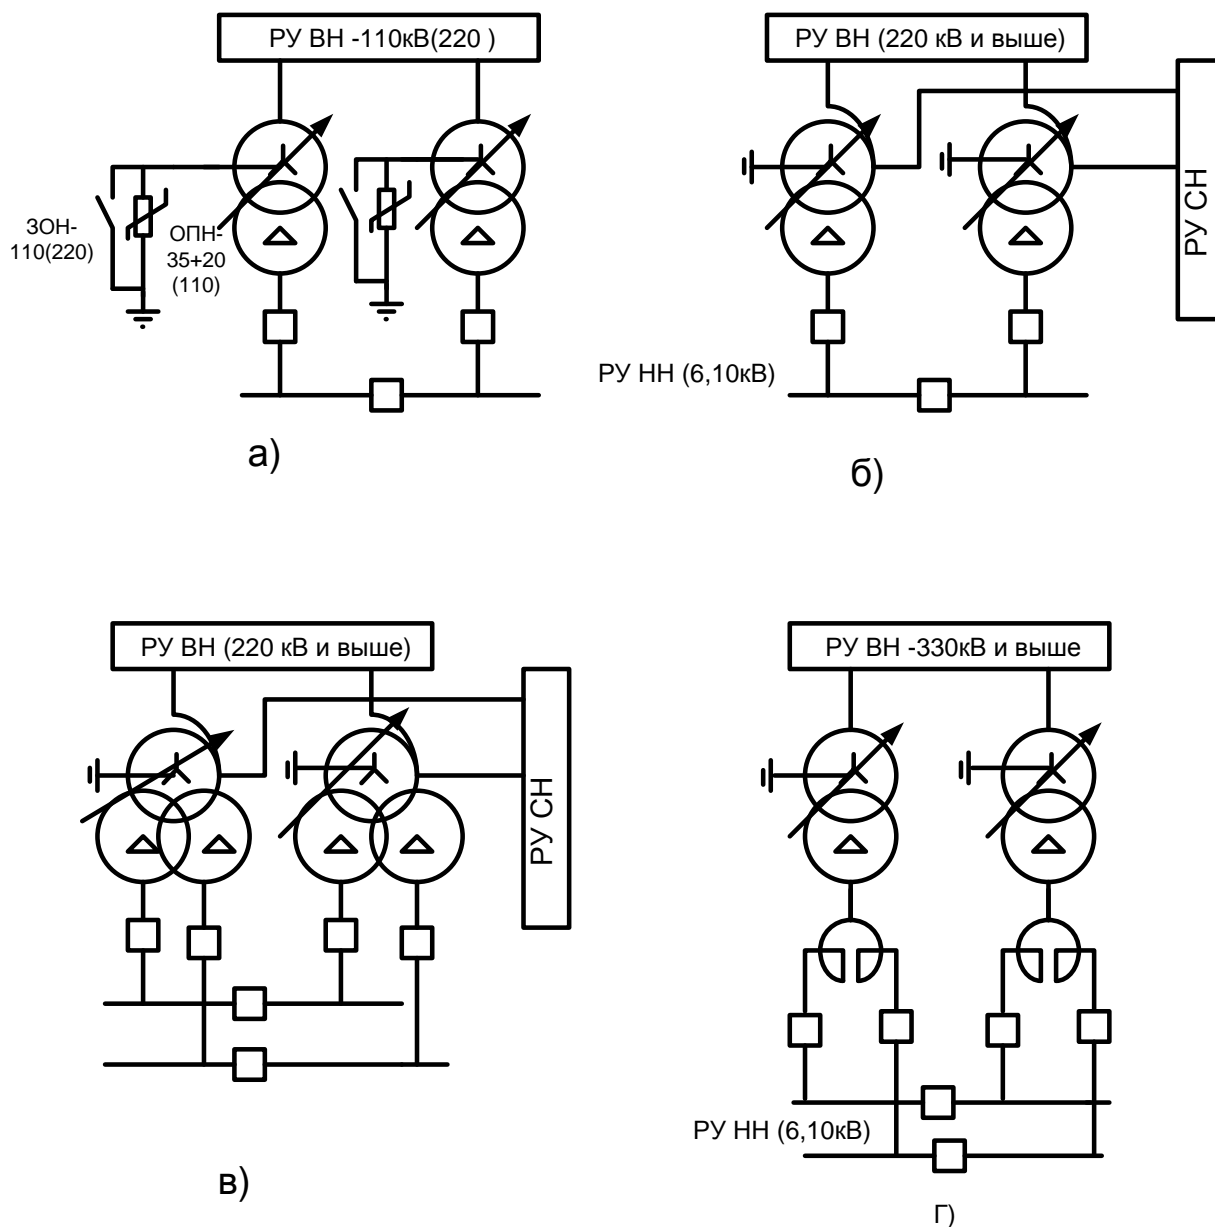 РУ ВН -110кВ(220 )
ЗОН-
110(220)
ОПН-
35+20
(110)
а)
РУ ВН (220 кВ и выше)
РУ СН
РУ НН (6,10кВ)
б)
РУ ВН (220 кВ и выше)
РУ СН
в)
РУ ВН -330кВ и выше
РУ НН (6,10кВ)
Г)